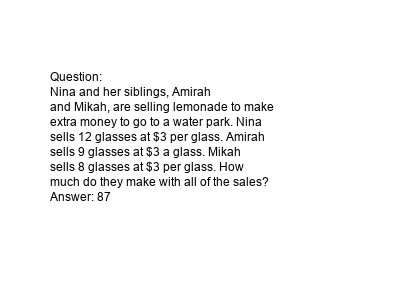 Question:
Nina and her siblings, Amirah
and Mikah, are selling lemonade to make
extra money to go to a water park. Nina
sells 12 glasses at $3 per glass. Amirah
sells 9 glasses at $3 a glass. Mikah
sells 8 glasses at $3 per glass. How
much do they make with all of the sales?
Answer: 87